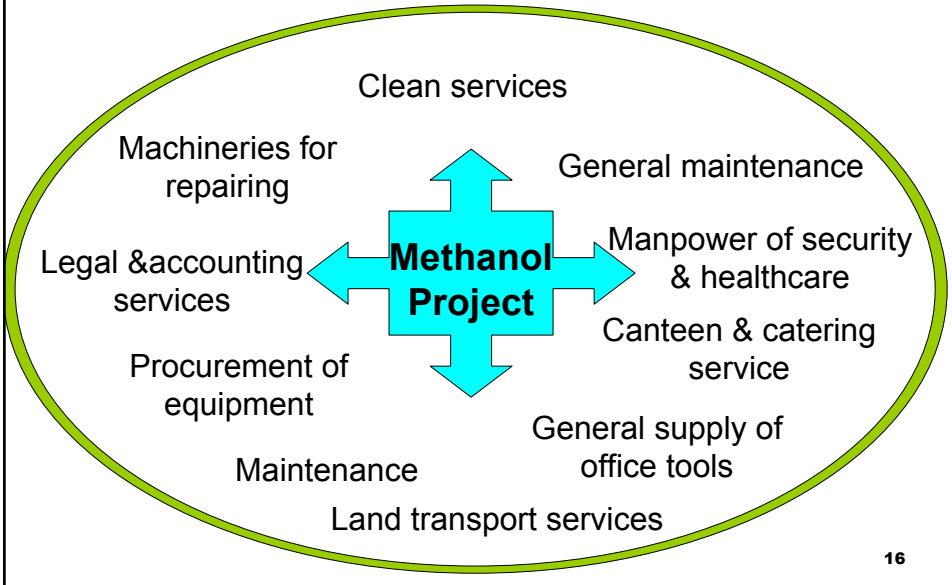 Clean services
Machineries for
repairing
General maintenance
Legal &accounting
services
Methanol
Project
Manpower of security
& healthcare
Canteen & catering
service
Procurement of
equipment
General supply of
office tools
Maintenance
Land transport services
16